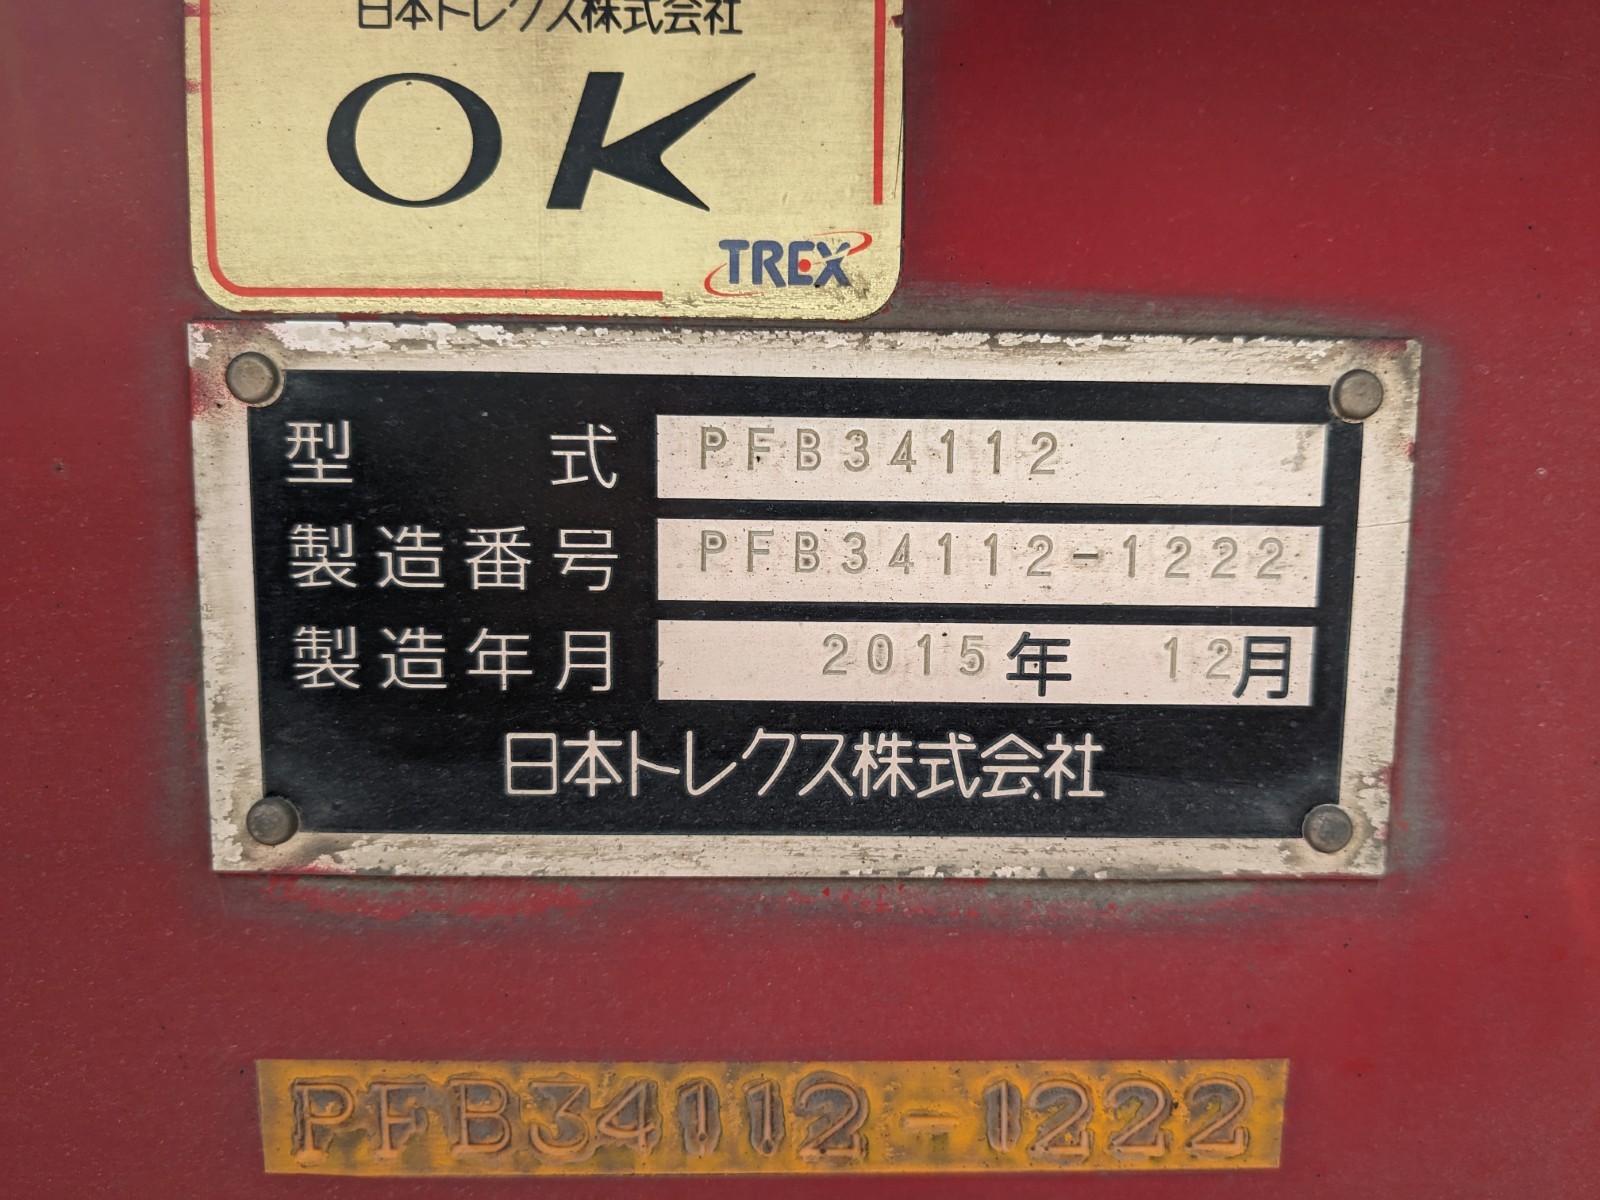 日本トレクス株式会社
OK
TREX
型式 PFB34112
製造番号 PFB34112-1222
製造年月 2015年 12月
日本トレクス株式会社
PFB34112-1222